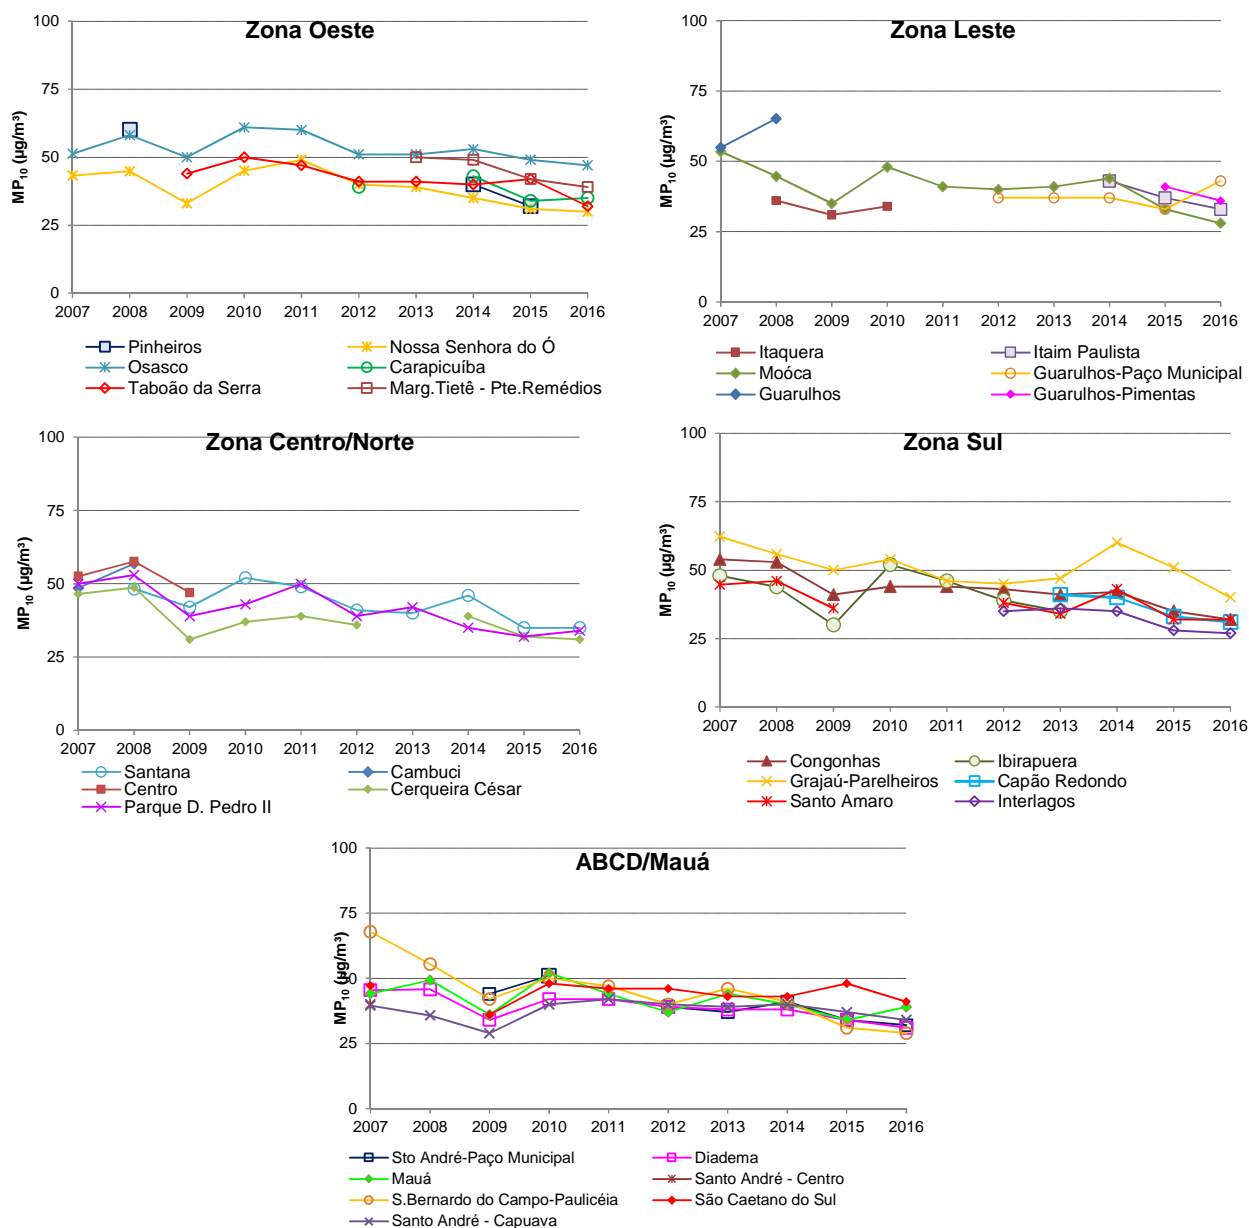 Zona Oeste
MP10 (µg/m³)
100
75
50
25
0
2007 2008 2009 2010 2011 2012 2013 2014 2015 2016
Pinheiros Nossa Senhora do Ó
Osasco Carapicuíba
Taboão da Serra Marg.Tietê - Pte.Remédios
Zona Leste
MP10 (µg/m³)
100
75
50
25
0
2007 2008 2009 2010 2011 2012 2013 2014 2015 2016
Itaquera Itaim Paulista
Moóca Guarulhos-Paço Municipal
Guarulhos Guarulhos-Pimentas
Zona Centro/Norte
MP10 (µg/m³)
100
75
50
25
0
2007 2008 2009 2010 2011 2012 2013 2014 2015 2016
Santana Cambuci
Centro Cerqueira César
Parque D. Pedro II
Zona Sul
MP10 (µg/m³)
100
75
50
25
0
2007 2008 2009 2010 2011 2012 2013 2014 2015 2016
Congonhas Ibirapuera
Grajaú-Parelheiros Capão Redondo
Santo Amaro Interlagos
ABCD/Mauá
MP10 (µg/m³)
100
75
50
25
0
2007 2008 2009 2010 2011 2012 2013 2014 2015 2016
Sto André-Paço Municipal Diadema
Mauá Santo André - Centro
S.Bernardo do Campo-Paulicéia São Caetano do Sul
Santo André - Capuava